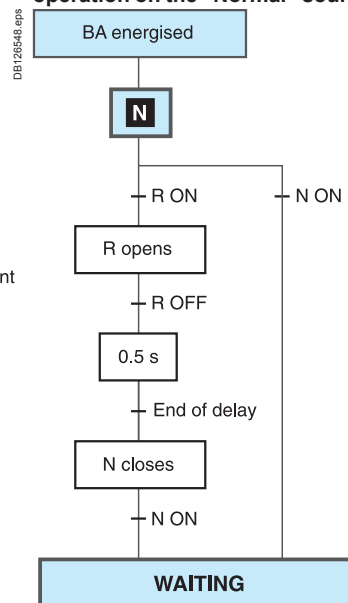 operation on the "Normal" sour
DB126548.eps
BA energised
N
R ON
N ON
R opens
nt
R OFF
0.5 s
End of delay
N closes
N ON
WAITING